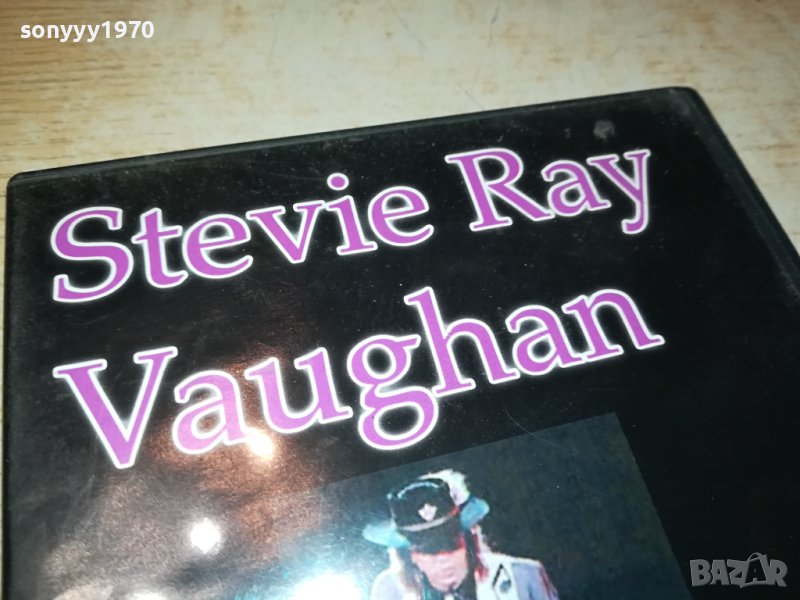 sonyyy1970
Stevie Ray
Vaughan
BAZAR